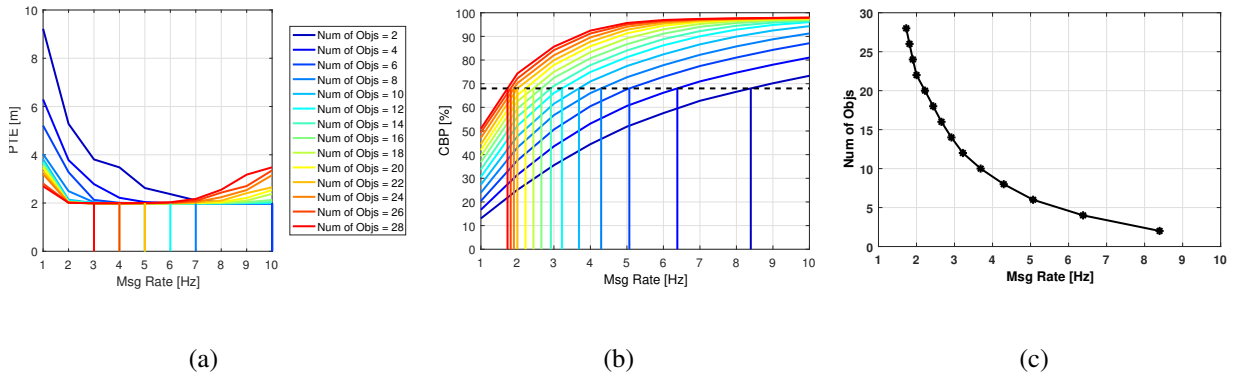 10
8
6
4
2
0
PTE [m]
1 2 3 4 5 6 7 8 9 10
Msg Rate [Hz]
Num of Objs = 2
Num of Objs = 4
Num of Objs = 6
Num of Objs = 8
Num of Objs = 10
Num of Objs = 12
Num of Objs = 14
Num of Objs = 16
Num of Objs = 18
Num of Objs = 20
Num of Objs = 22
Num of Objs = 24
Num of Objs = 26
Num of Objs = 28
(a)
100
90
80
70
60
50
40
30
20
10
0
CBP [%]
1 2 3 4 5 6 7 8 9 10
Msg Rate [Hz]
(b)
30
25
20
15
10
5
0
Num of Objs
1 2 3 4 5 6 7 8 9 10
Msg Rate [Hz]
(c)